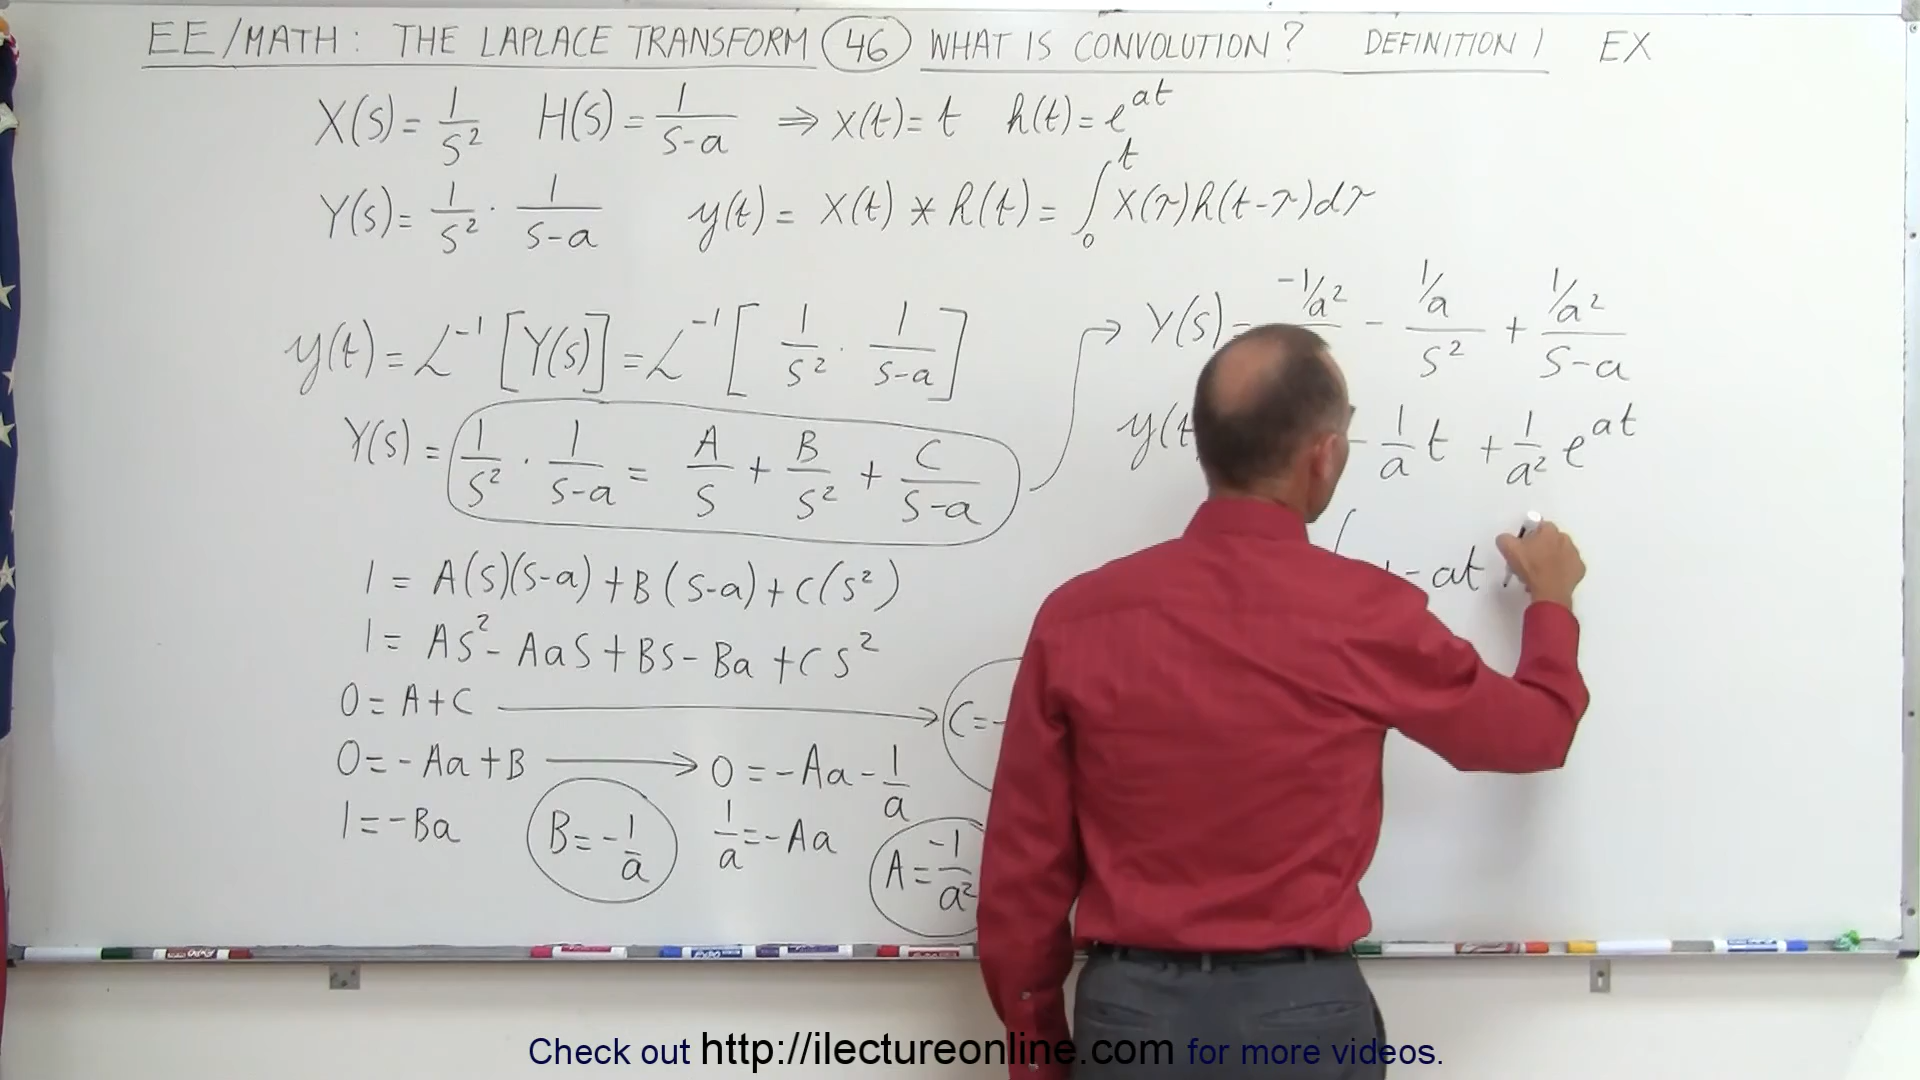 EE/MATH: THE LAPLACE TRANSFORM 46 WHAT IS CONVOLUTION? DEFINITION 1 EX
X(s)= 1/s² H(s)= 1/(s-a) ⇒ x(t)= t h(t)= e^at
Y(s)= 1/s² · 1/(s-a) y(t)= x(t) * h(t)= ∫₀^t x(τ)h(t-τ)dτ
y(t)= ℒ⁻¹ [Y(s)] = ℒ⁻¹ [ 1/s² · 1/(s-a) ]
Y(s)= 1/s² · 1/(s-a) = A/s + B/s² + C/(s-a)
1 = A(s)(s-a)+B(s-a)+C(s²)
1 = As²-Aas+Bs-Ba+Cs²
0= A+C → C=-
0= -Aa+B → 0=-Aa-1/a
1=-Ba B=-1/a 1/a=-Aa A=-1/a²
→ Y(s)= -1/a² - (1/a)/s² + (1/a²)/(s-a)
y(t - 1/a t + 1/a² e^at
- at
Check out http://ilectureonline.com for more videos.